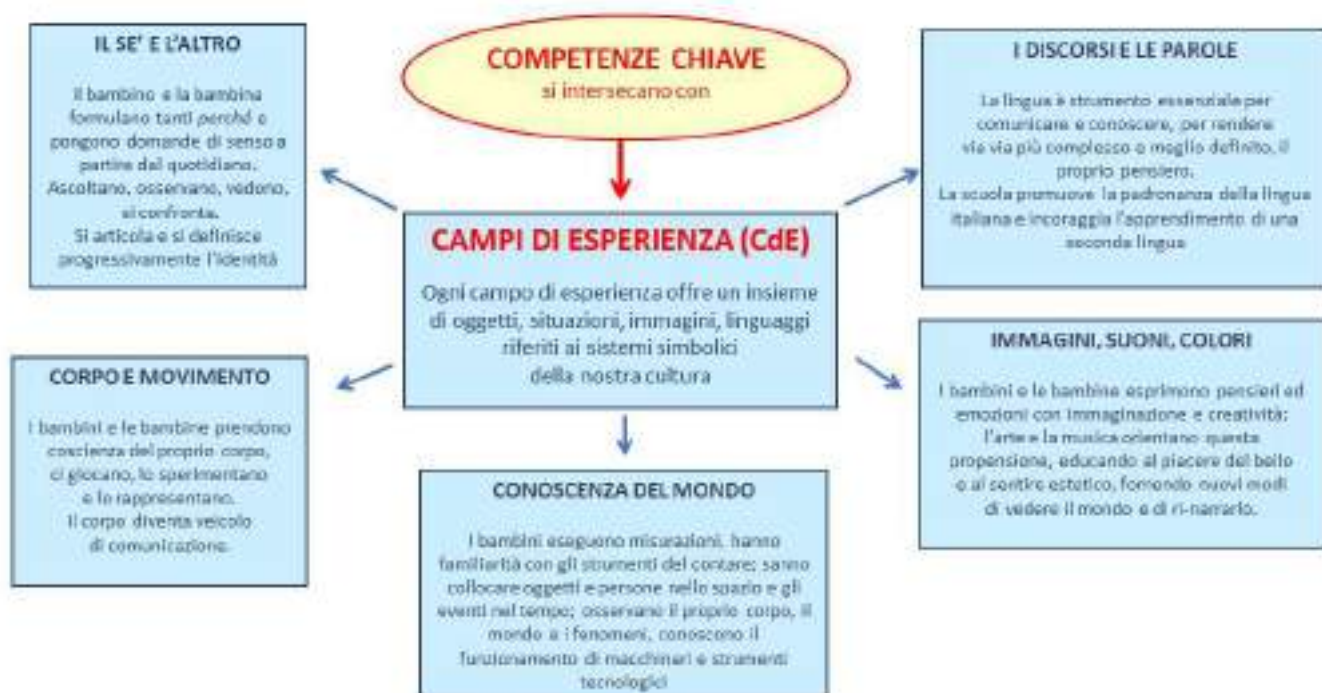 COMPETENZE CHIAVE
si intersecano con
CAMPI DI ESPERIENZA (CdE)
Ogni campo di esperienza offre un insieme
di oggetti, situazioni, immagini, linguaggi
riferiti ai sistemi simbolici
della nostra cultura
IL SE' E L'ALTRO
Il bambino e la bambina
formulano tanti perché e
pongono domande di senso a
partire dal quotidiano.
Ascoltano, osservano, vedono,
si confronta.
Si articola e si definisce
progressivamente l'identità
I DISCORSI E LE PAROLE
La lingua è strumento essenziale per
comunicare e conoscere, per rendere
via via più complesso e meglio definito, il
proprio pensiero.
La scuola promuove la padronanza della lingua
italiana e incoraggia l'apprendimento di una
seconda lingua
CORPO E MOVIMENTO
I bambini e le bambine prendono
coscienza del proprio corpo,
ci giocano, lo sperimentano
e lo rappresentano.
Il corpo diventa veicolo
di comunicazione.
CONOSCENZA DEL MONDO
I bambini eseguono misurazioni, hanno
familiarità con gli strumenti del contare; sanno
collocare oggetti e persone nello spazio e gli
eventi nel tempo; osservano il proprio corpo, il
mondo e i fenomeni, conoscono il
funzionamento di macchineri e strumenti
tecnologici
IMMAGINI, SUONI, COLORI
I bambini e le bambine esprimono pensieri ed
emozioni con immaginazione e creatività:
l'arte e la musica orientano questa
propensione, educando al piacere del bello
e al sentire estetico, fornendo nuovi modi
di vedere il mondo e di ri-narrarlo.